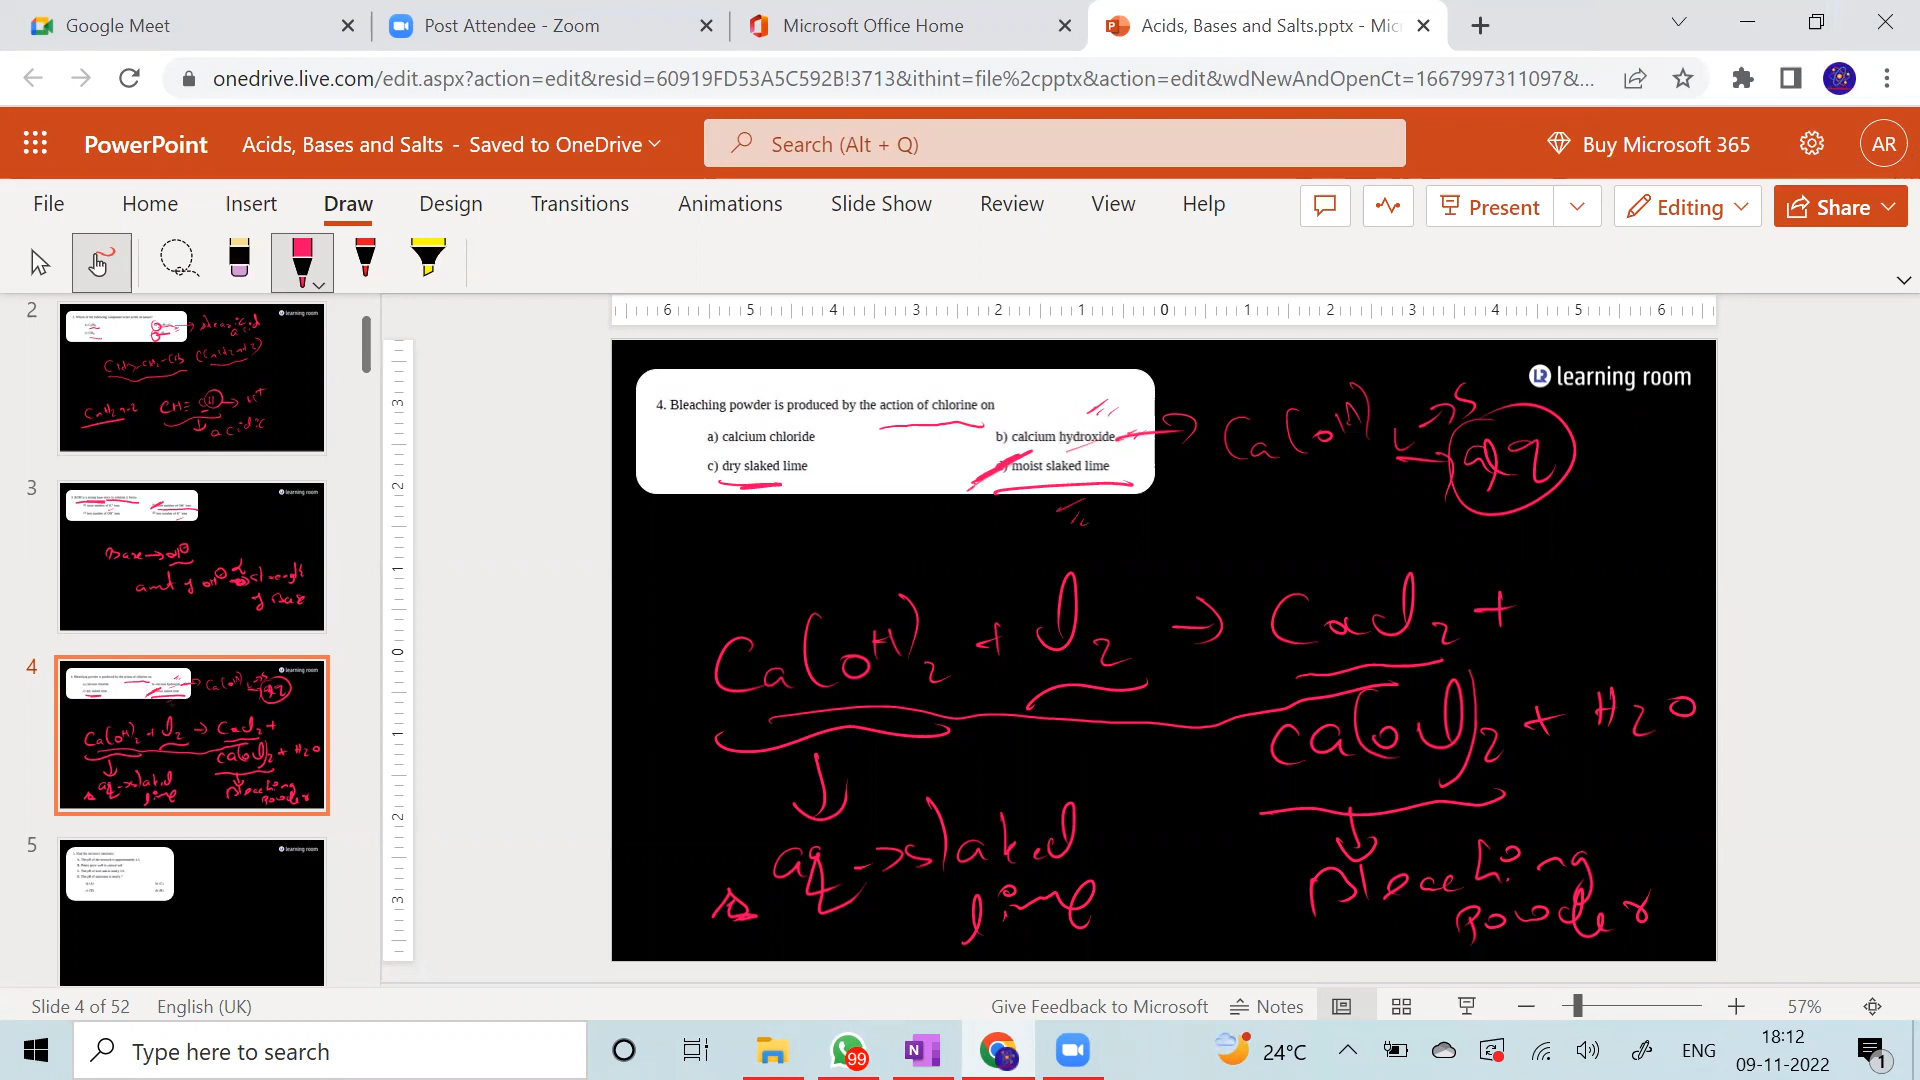 Google Meet
Post Attendee - Zoom
Microsoft Office Home
Acids, Bases and Salts.pptx - Mic
onedrive.live.com/edit.aspx?action=edit&resid=60919FD53A5C592B!3713&ithint=file%2cpptx&action=edit&wdNewAndOpenCt=1667997311097&...
PowerPoint
Acids, Bases and Salts - Saved to OneDrive
Search (Alt + Q)
Buy Microsoft 365
AR
File Home Insert Draw Design Transitions Animations Slide Show Review View Help
Present
Editing
Share
2
3
4
5
learning room
4. Bleaching powder is produced by the action of chlorine on
a) calcium chloride
b) calcium hydroxide
c) dry slaked lime
d) moist slaked lime
Ca(OH)
aq
Ca(OH)2 + Cl2 → CaCl2 +
Ca(OCl)2 + H2O
aq → slaked
lime
Bleaching
Powder
Slide 4 of 52
English (UK)
Give Feedback to Microsoft
Notes
57%
Type here to search
99
24°C
ENG
18:12
09-11-2022
1